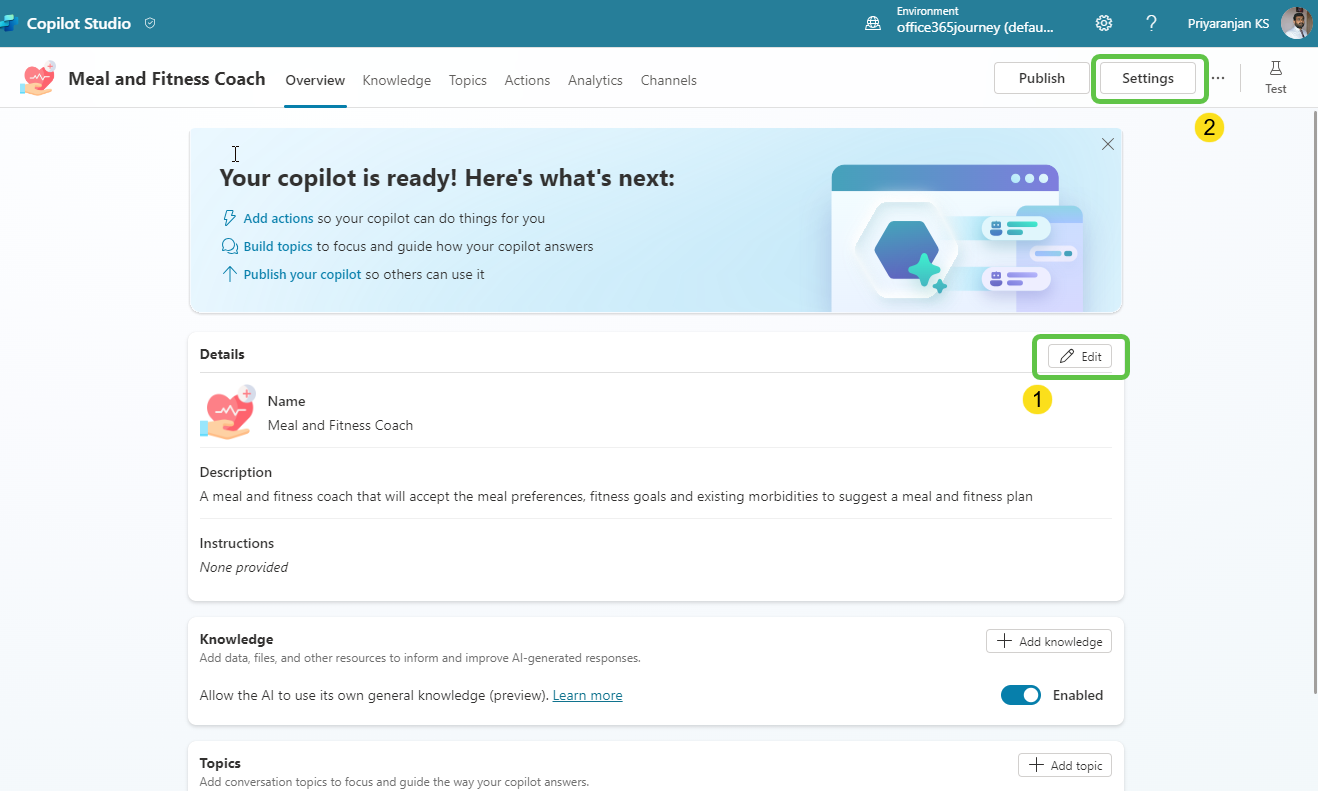 Copilot Studio
Environment
office365journey (defau...
?
Priyaranjan KS
Meal and Fitness Coach
Overview
Knowledge
Topics
Actions
Analytics
Channels
Publish
Settings
...
Test
2
Your copilot is ready! Here's what's next:
Add actions so your copilot can do things for you
Build topics to focus and guide how your copilot answers
Publish your copilot so others can use it
Details
Edit
1
Name
Meal and Fitness Coach
Description
A meal and fitness coach that will accept the meal preferences, fitness goals and existing morbidities to suggest a meal and fitness plan
Instructions
None provided
Knowledge
Add knowledge
Add data, files, and other resources to inform and improve AI-generated responses.
Allow the AI to use its own general knowledge (preview). Learn more
Enabled
Topics
Add topic
Add conversation topics to focus and guide the way your copilot answers.